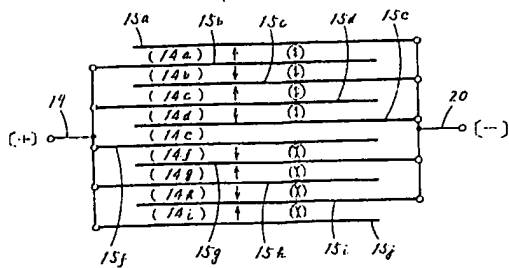 15a 15b 15c 15d 15e
(14a) ↑ (↕)
(14b) ↓ (↕)
(14c) ↑ (↕)
(14d) ↓ (↕)
(14e)
(14f) ↓ (X)
(14g) ↑ (X)
(14h) ↓ (X)
(14i) ↑ (X)
14
(+)
20
(−)
15f 15g 15h 15i 15j